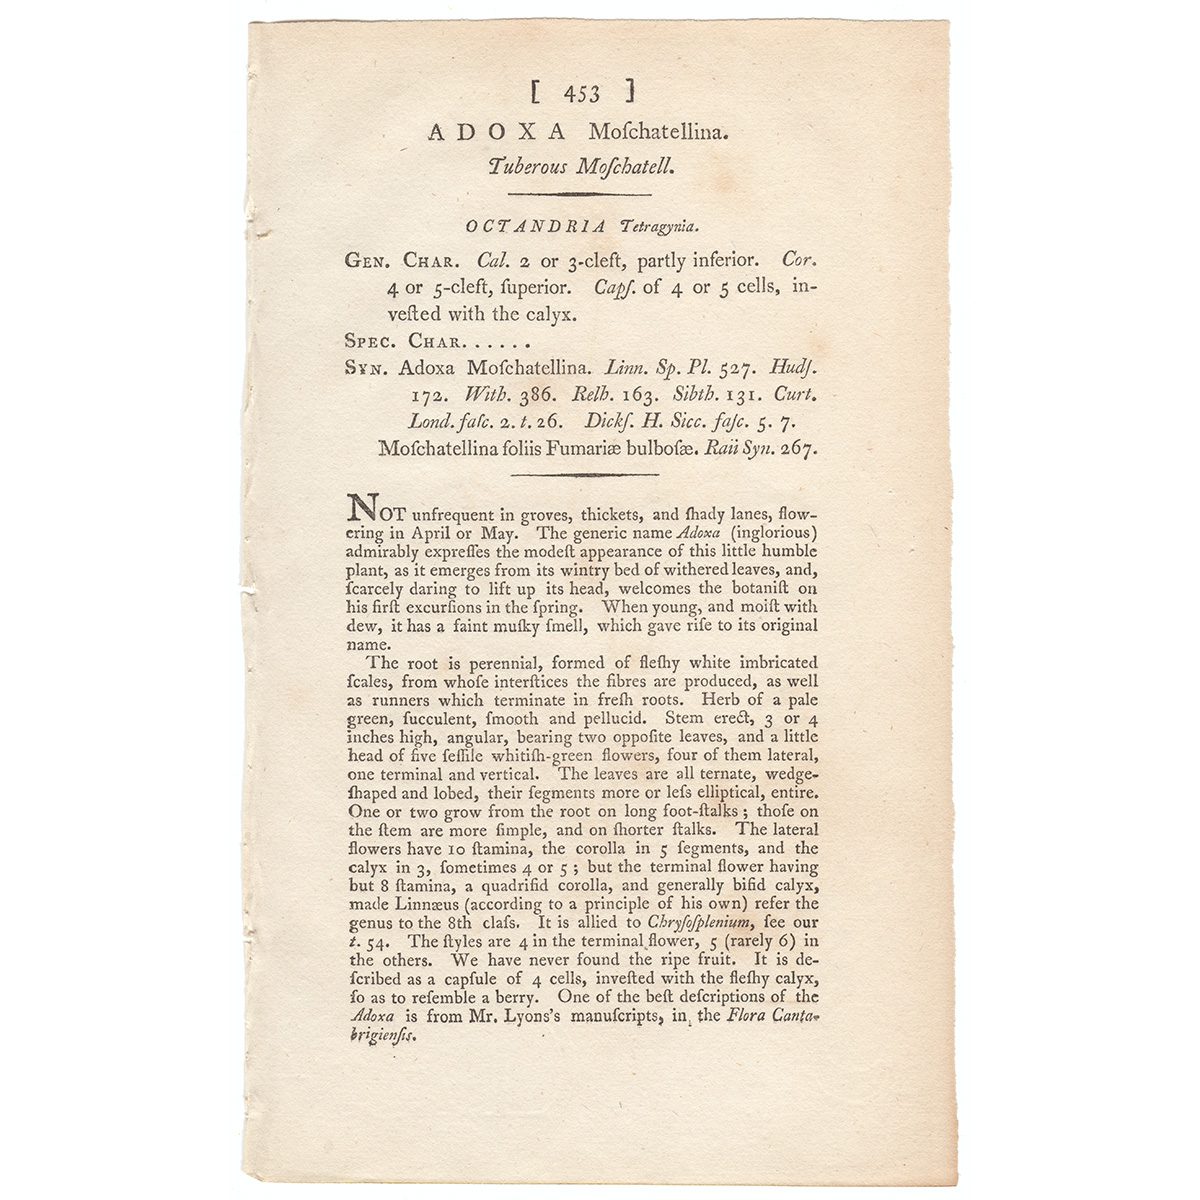 [ 453 ]
ADOXA Moſchatellina.
Tuberous Moſchatell.
OCTANDRIA Tetragynia.
GEN. CHAR. Cal. 2 or 3-cleft, partly inferior. Cor.
4 or 5-cleft, ſuperior. Capſ. of 4 or 5 cells, in-
veſted with the calyx.
SPEC. CHAR. . . . . .
SYN. Adoxa Moſchatellina. Linn. Sp. Pl. 527. Hudſ.
172. With. 386. Relh. 163. Sibth. 131. Curt.
Lond. faſc. 2. t. 26. Dickſ. H. Sicc. faſc. 5. 7.
Moſchatellina foliis Fumariæ bulboſæ. Raii Syn. 267.
NOT unfrequent in groves, thickets, and ſhady lanes, flow-
ering in April or May. The generic name Adoxa (inglorious)
admirably expreſſes the modeſt appearance of this little humble
plant, as it emerges from its wintry bed of withered leaves, and,
ſcarcely daring to lift up its head, welcomes the botaniſt on
his firſt excurſions in the ſpring. When young, and moiſt with
dew, it has a faint muſky ſmell, which gave riſe to its original
name.
The root is perennial, formed of fleſhy white imbricated
ſcales, from whoſe interſtices the fibres are produced, as well
as runners which terminate in freſh roots. Herb of a pale
green, ſucculent, ſmooth and pellucid. Stem erect, 3 or 4
inches high, angular, bearing two oppoſite leaves, and a little
head of five ſeſſile whitiſh-green flowers, four of them lateral,
one terminal and vertical. The leaves are all ternate, wedge-
ſhaped and lobed, their ſegments more or leſs elliptical, entire.
One or two grow from the root on long foot-ſtalks; thoſe on
the ſtem are more ſimple, and on ſhorter ſtalks. The lateral
flowers have 10 ſtamina, the corolla in 5 ſegments, and the
calyx in 3, ſometimes 4 or 5; but the terminal flower having
but 8 ſtamina, a quadrifid corolla, and generally bifid calyx,
made Linnæus (according to a principle of his own) refer the
genus to the 8th claſs. It is allied to Chryſoſplenium, ſee our
t. 54. The ſtyles are 4 in the terminal flower, 5 (rarely 6) in
the others. We have never found the ripe fruit. It is de-
ſcribed as a capſule of 4 cells, inveſted with the fleſhy calyx,
ſo as to reſemble a berry. One of the beſt deſcriptions of the
Adoxa is from Mr. Lyons's manuſcripts, in the Flora Canta-
brigienſis.